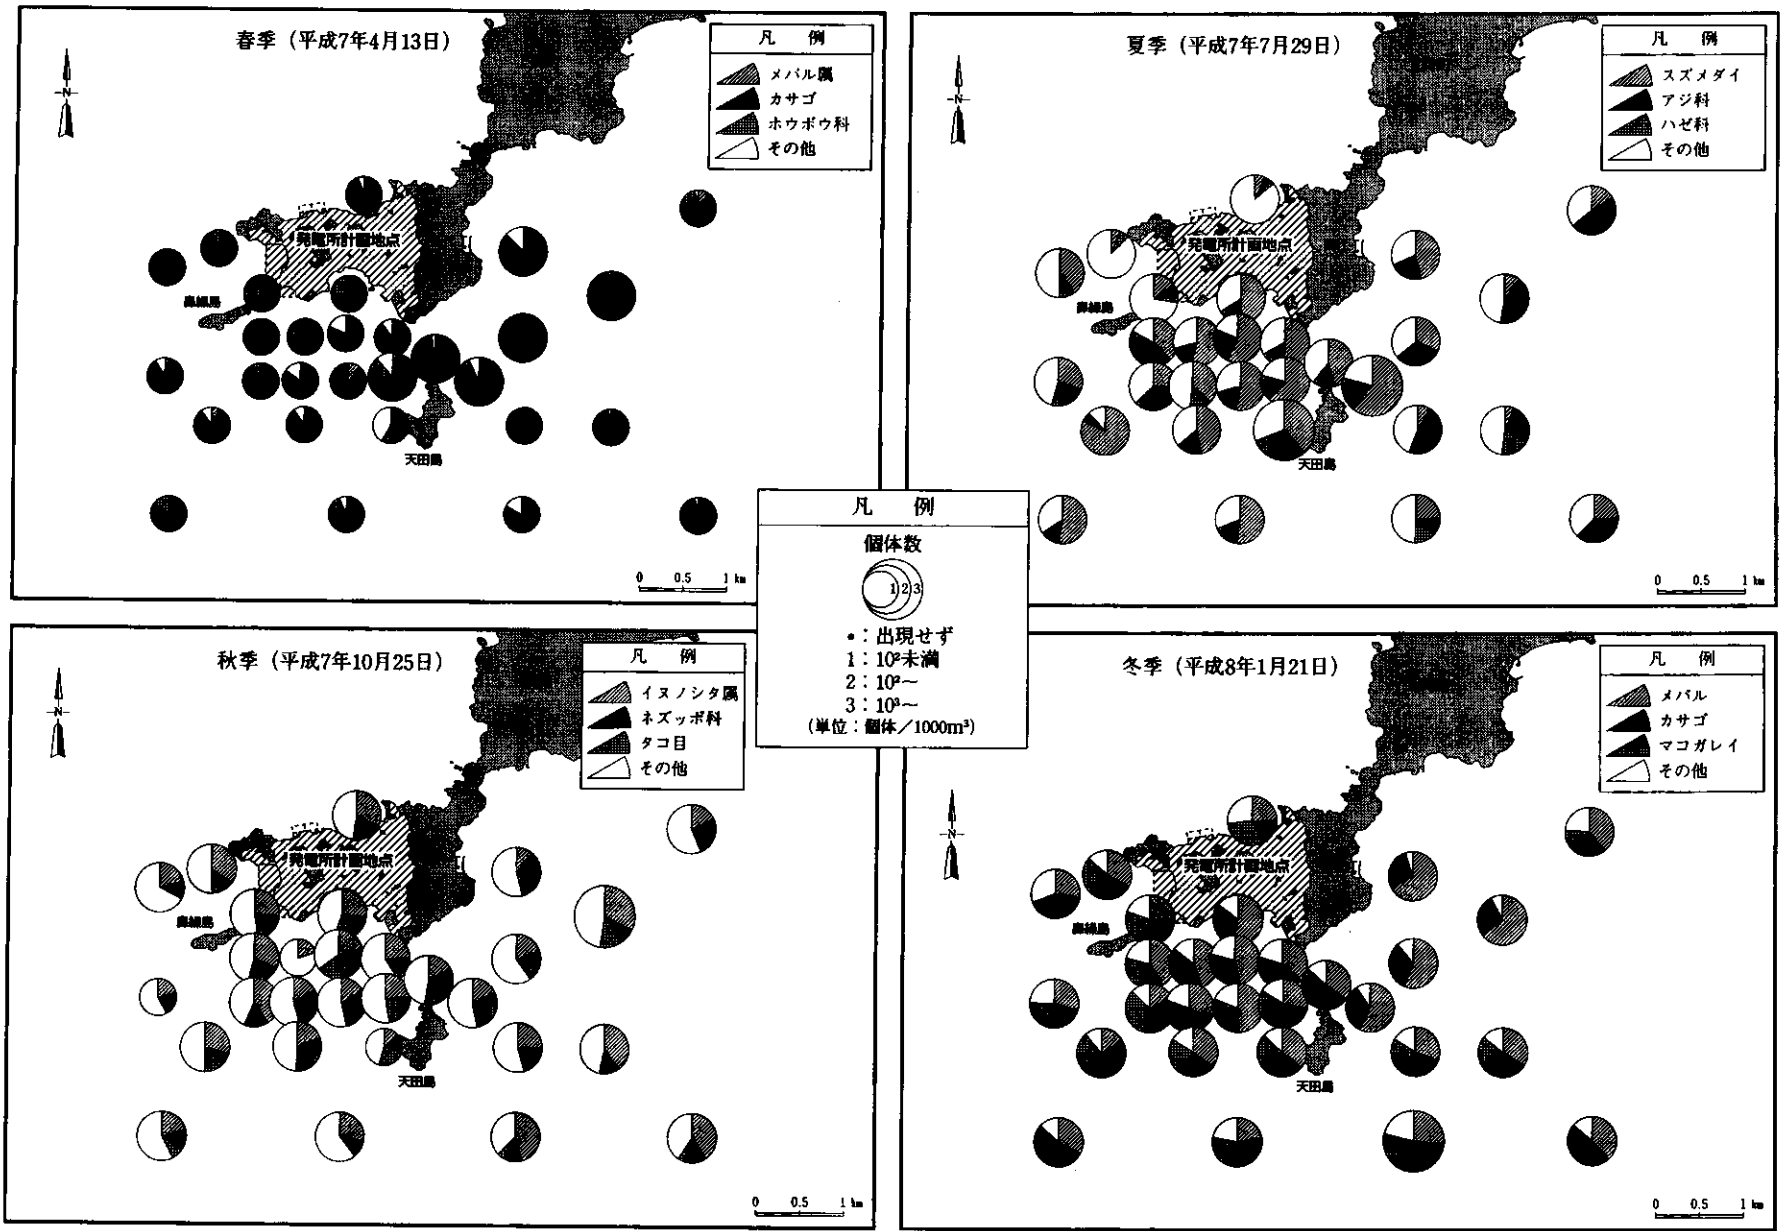 春季 (平成7年4月13日)
凡 例
メバル属
カサゴ
ホウボウ科
その他
N
発電所計画地点
鼻繰島
天田島
0 0.5 1 km
夏季 (平成7年7月29日)
凡 例
スズメダイ
アジ科
ハゼ科
その他
N
発電所計画地点
鼻繰島
天田島
0 0.5 1 km
凡 例
個体数
1 2 3
•：出現せず
1：10²未満
2：10²～
3：10³～
(単位：個体／1000m³)
秋季 (平成7年10月25日)
凡 例
イヌノシタ属
ネズッポ科
タコ目
その他
N
発電所計画地点
鼻繰島
天田島
0 0.5 1 km
冬季 (平成8年1月21日)
凡 例
メバル
カサゴ
マコガレイ
その他
N
発電所計画地点
鼻繰島
天田島
0 0.5 1 km